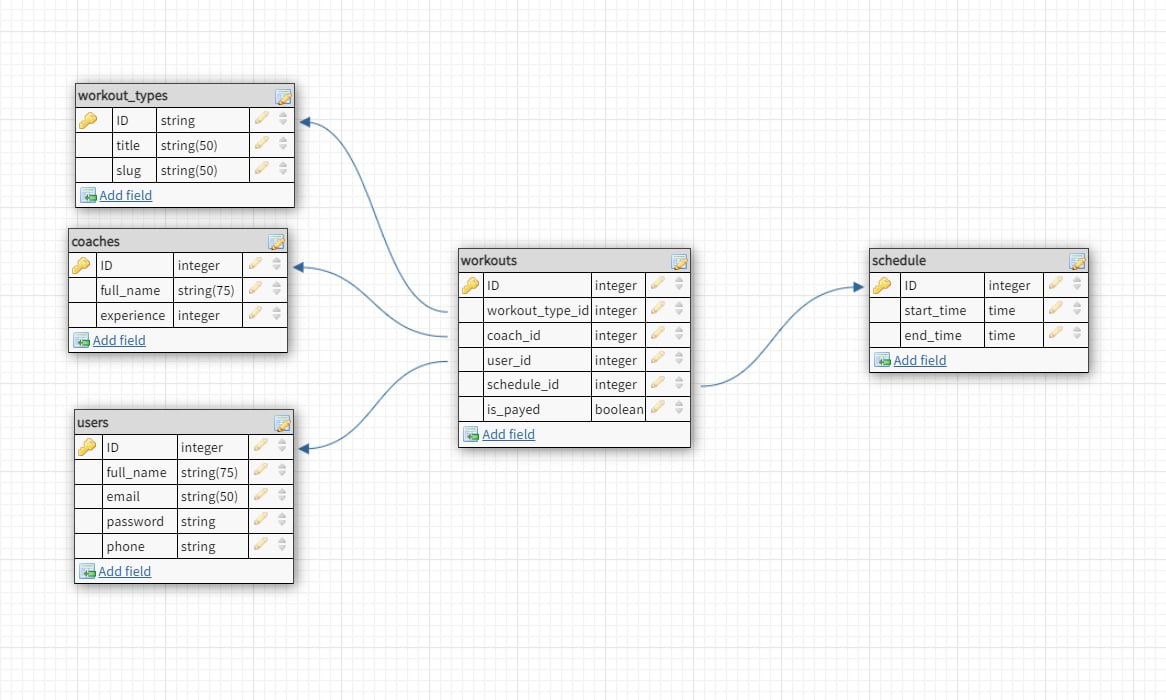 workout_types
ID string
title string(50)
slug string(50)
Add field
coaches
ID integer
full_name string(75)
experience integer
Add field
users
ID integer
full_name string(75)
email string(50)
password string
phone string
Add field
workouts
ID integer
workout_type_id integer
coach_id integer
user_id integer
schedule_id integer
is_payed boolean
Add field
schedule
ID integer
start_time time
end_time time
Add field